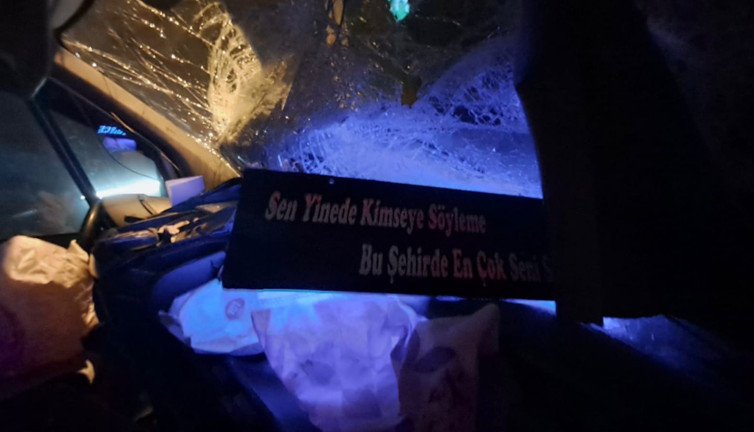 Sen Yinede Kimseye Söyleme
Bu Şehirde En Çok Seni S